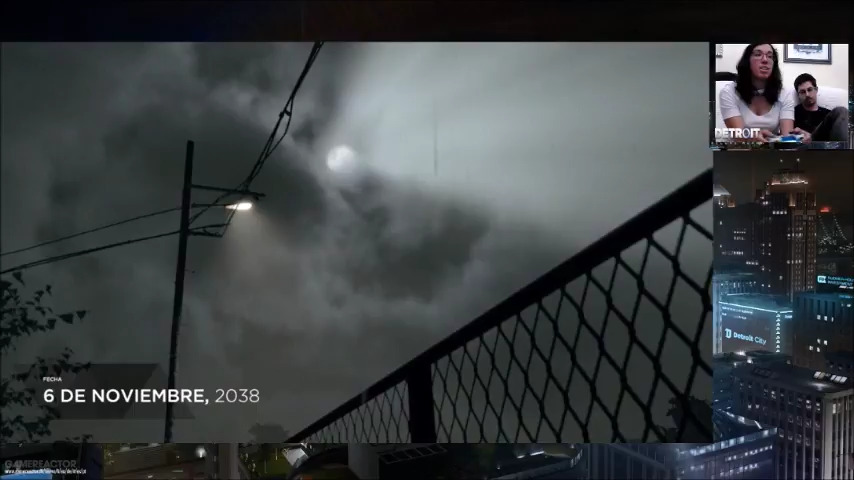 DETROIT
Detroit City
FECHA
6 DE NOVIEMBRE, 2038
GAMEREACTOR